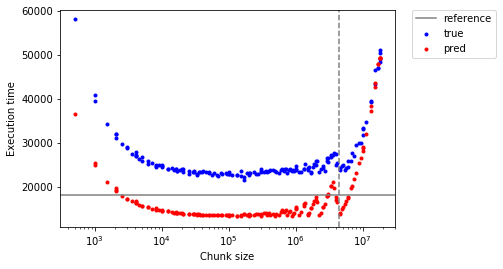 60000
50000
40000
30000
20000
Execution time
10³ 10⁴ 10⁵ 10⁶ 10⁷
Chunk size
reference
true
pred